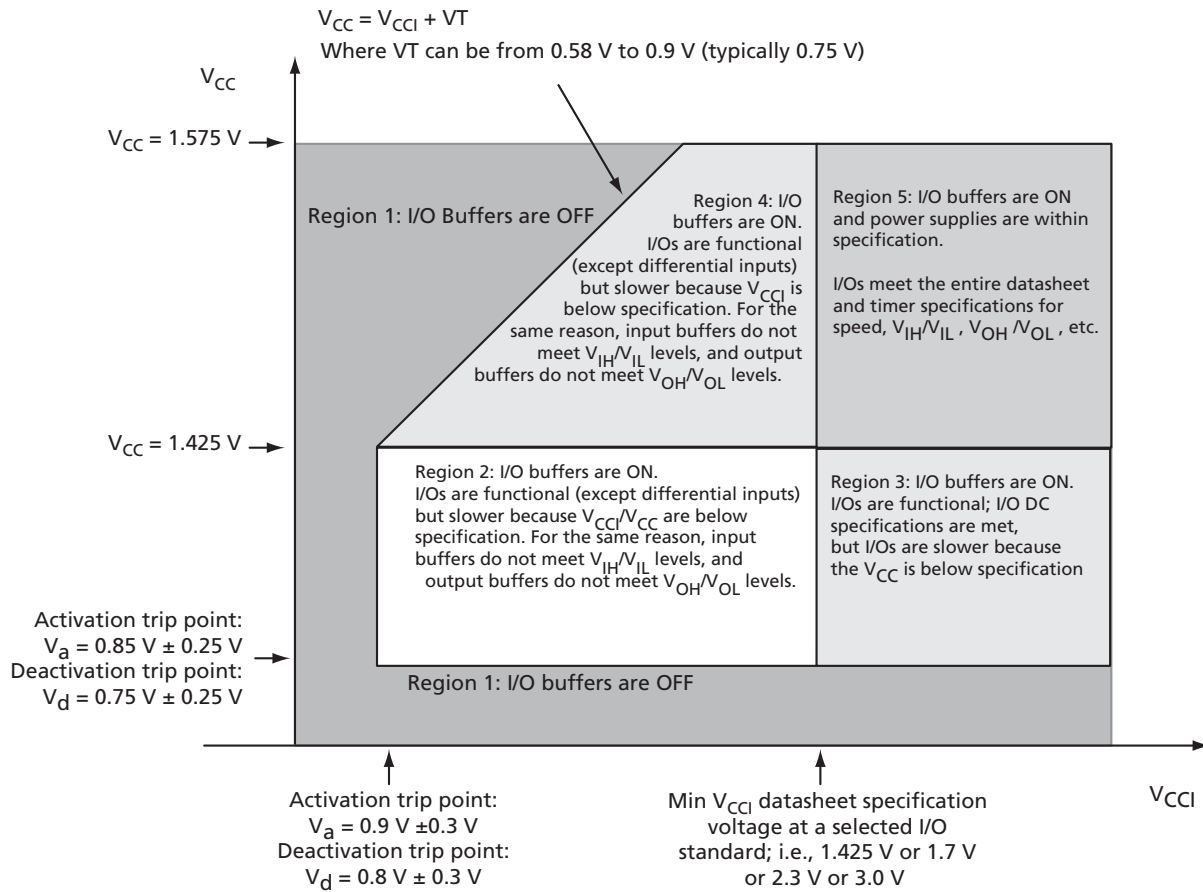 VCC = VCCI + VT
Where VT can be from 0.58 V to 0.9 V (typically 0.75 V)
VCC
VCC = 1.575 V
Region 1: I/O Buffers are OFF
Region 4: I/O
buffers are ON.
I/Os are functional
(except differential inputs)
but slower because VCCI is
below specification. For the
same reason, input buffers do not
meet VIH/VIL levels, and output
buffers do not meet VOH/VOL levels.
Region 5: I/O buffers are ON
and power supplies are within
specification.
I/Os meet the entire datasheet
and timer specifications for
speed, VIH/VIL , VOH /VOL , etc.
VCC = 1.425 V
Region 2: I/O buffers are ON.
I/Os are functional (except differential inputs)
but slower because VCCI/VCC are below
specification. For the same reason, input
buffers do not meet VIH/VIL levels, and
output buffers do not meet VOH/VOL levels.
Region 3: I/O buffers are ON.
I/Os are functional; I/O DC
specifications are met,
but I/Os are slower because
the VCC is below specification
Activation trip point:
Va = 0.85 V ± 0.25 V
Deactivation trip point:
Vd = 0.75 V ± 0.25 V
Region 1: I/O buffers are OFF
Activation trip point:
Va = 0.9 V ±0.3 V
Deactivation trip point:
Vd = 0.8 V ± 0.3 V
Min VCCI datasheet specification
voltage at a selected I/O
standard; i.e., 1.425 V or 1.7 V
or 2.3 V or 3.0 V
VCCI